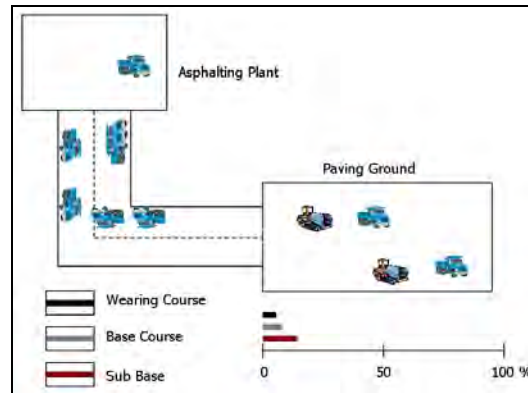 Asphalting Plant
Paving Ground
Wearing Course
Base Course
Sub Base
0 50 100 %